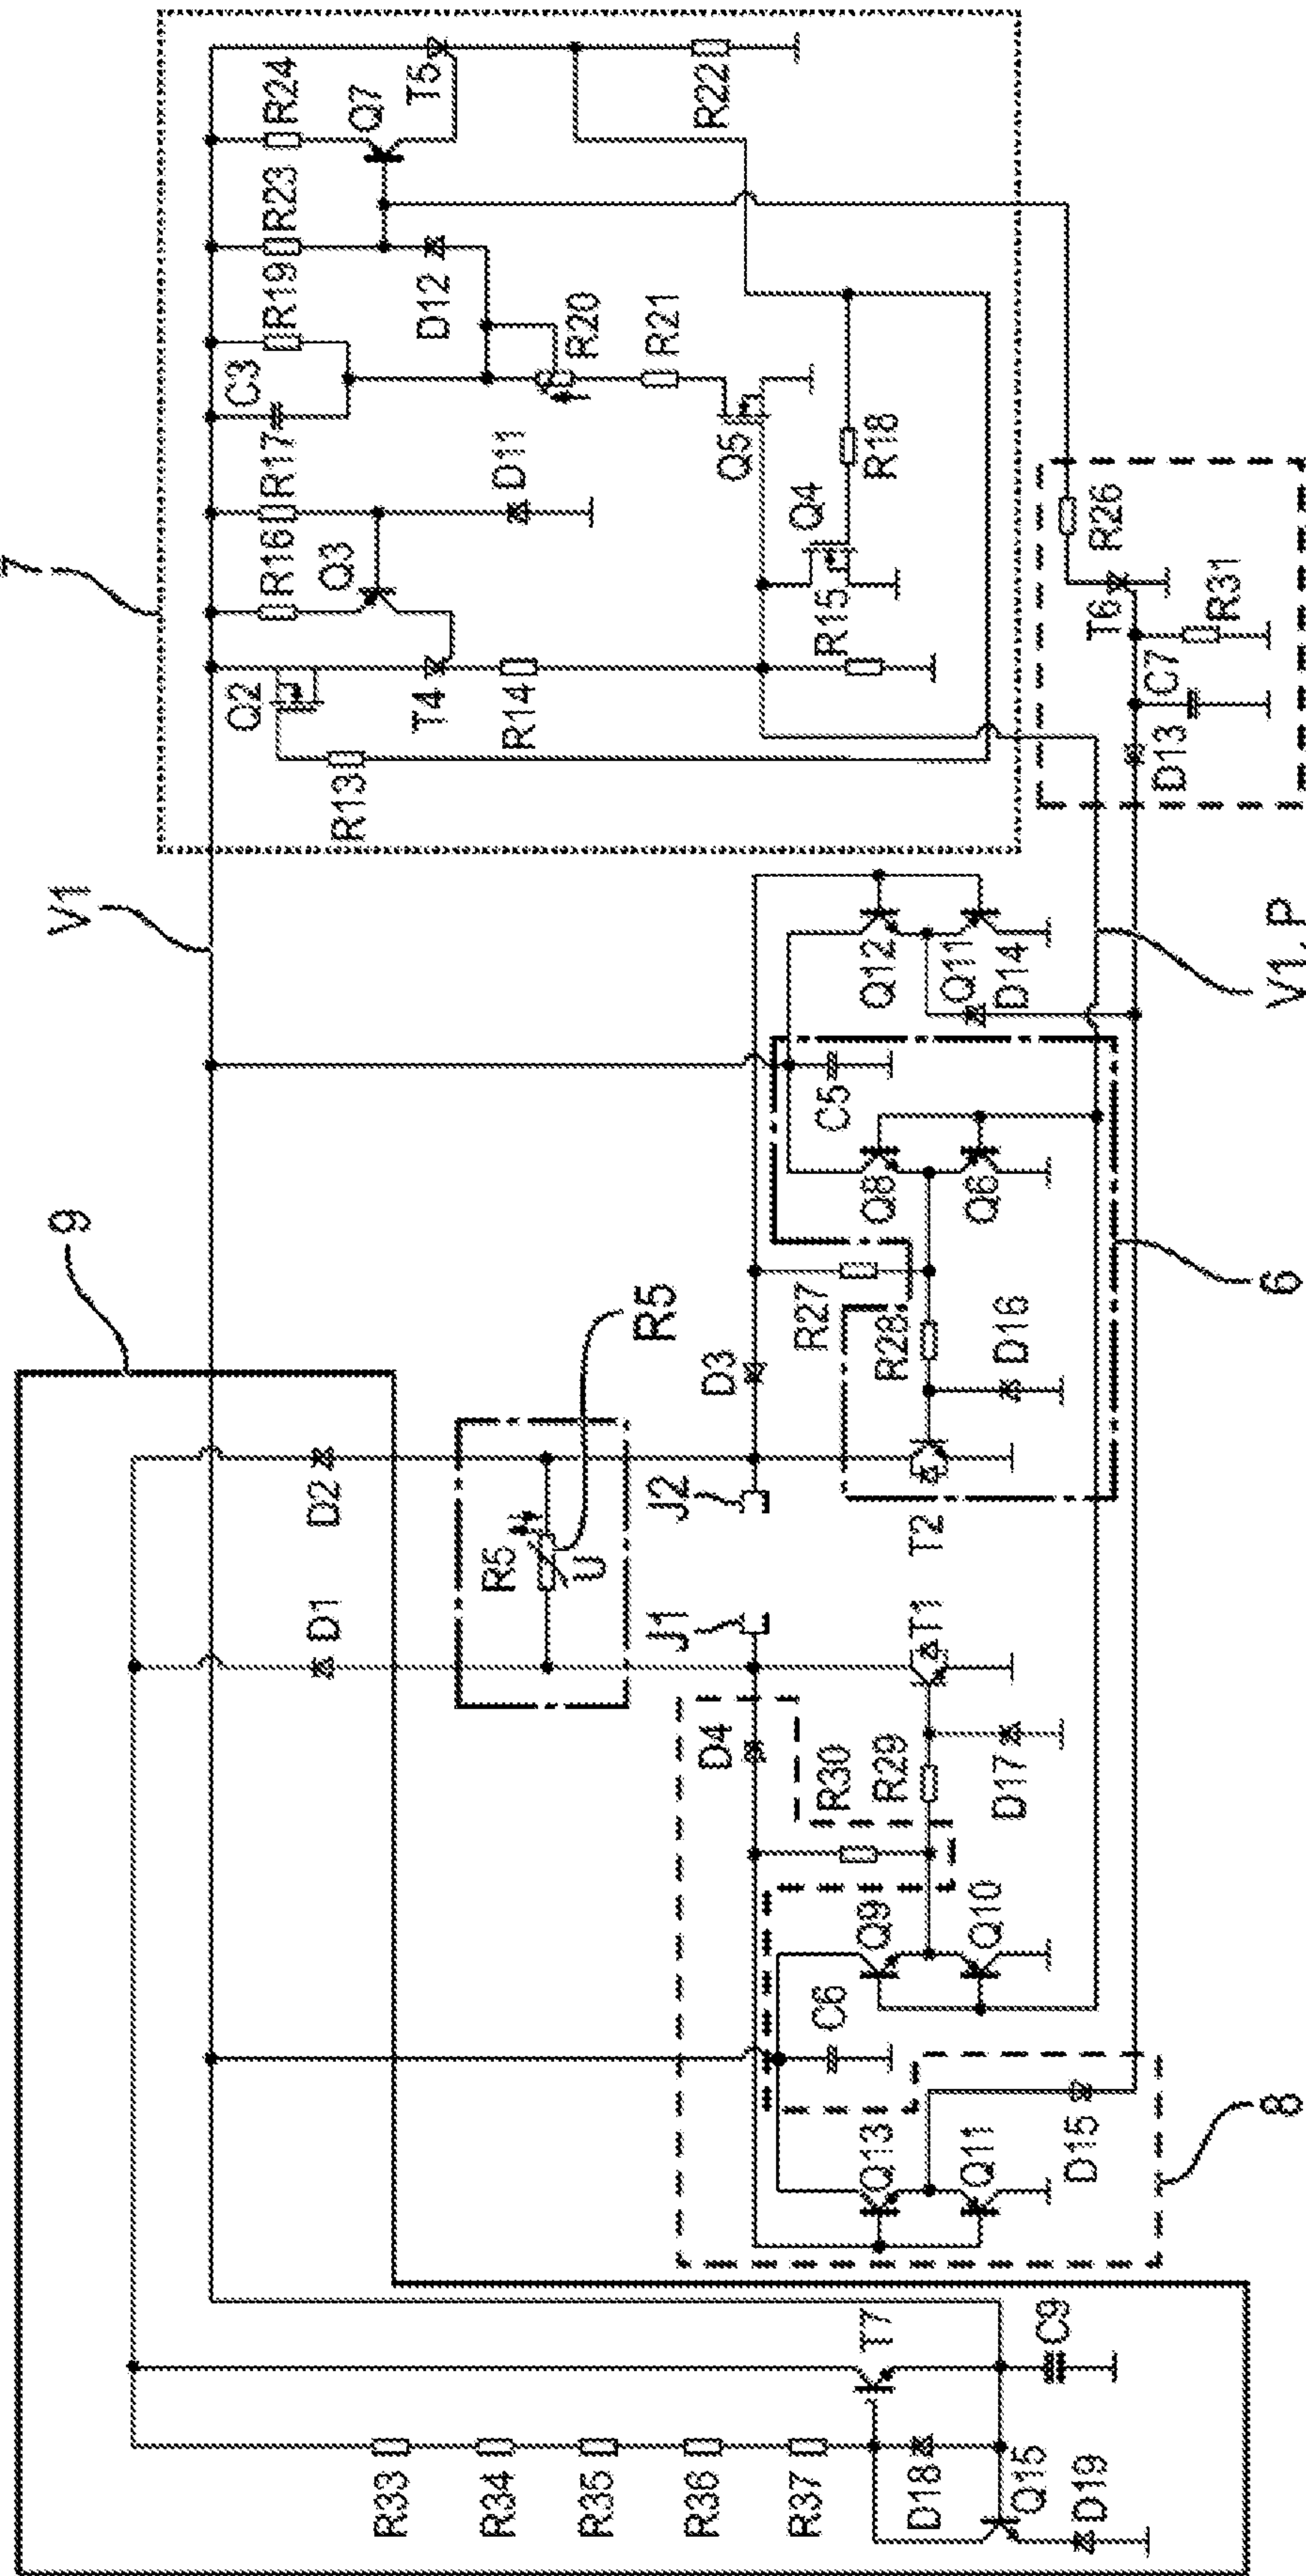 7
R24
Q7
T5
R23
R19
D12
R22
C3
R20
R21
R17
D11
Q5
R18
R16
Q3
Q4
R15
Q2
T4
R14
R13
R26
T6
R31
C7
D13
V1
Q12
Q11
D14
V1, P
9
C5
Q8
Q6
6
D2
R5
D3
R27
R28
D16
R5
U
J2
T2
D1
J1
T1
D4
R30
R29
D17
Q9
Q10
C6
Q13
Q11
D15
8
T7
C9
R33
R34
R35
R36
R37
D18
Q15
D19